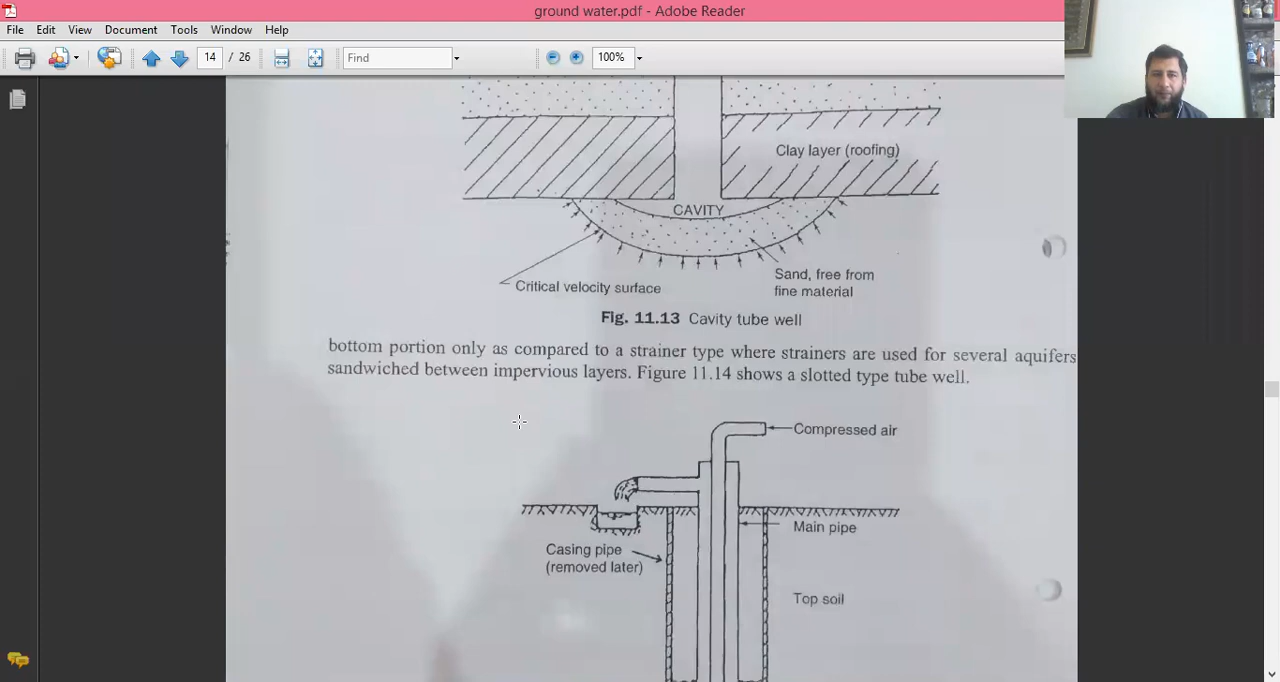 ground water.pdf - Adobe Reader
File Edit View Document Tools Window Help
14 / 26 Find 100%
Clay layer (roofing)
CAVITY
Sand, free from
fine material
Critical velocity surface
Fig. 11.13 Cavity tube well
bottom portion only as compared to a strainer type where strainers are used for several aquifers
sandwiched between impervious layers. Figure 11.14 shows a slotted type tube well.
Compressed air
Main pipe
Casing pipe
(removed later)
Top soil